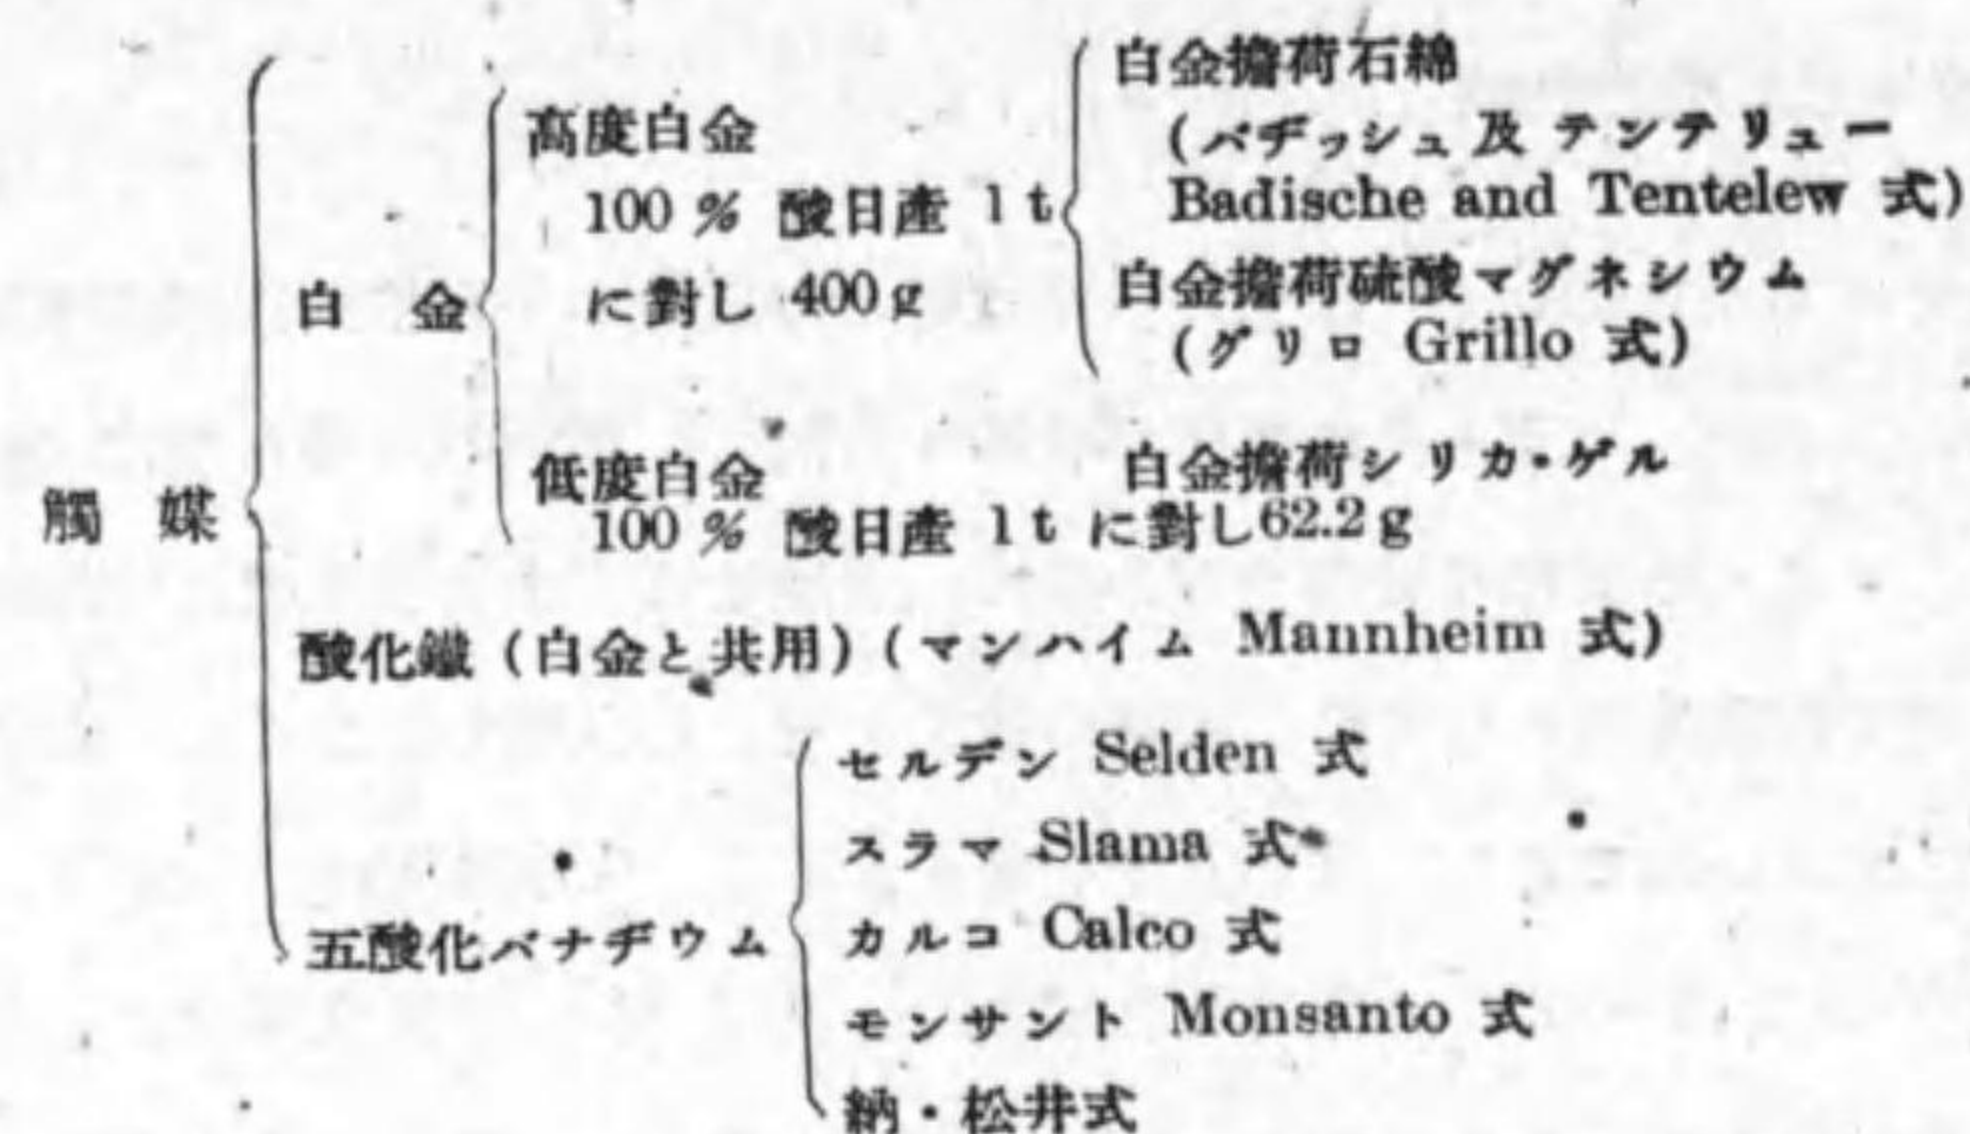 觸媒
白金
高度白金
100 % 酸日産 1 t
に對し 400 g
白金擔荷石綿
(バヂッシュ及テンテリュー
Badische and Tentelew 式)
白金擔荷硫酸マグネシウム
(グリロ Grillo 式)
低度白金
白金擔荷シリカ・ゲル
100 % 酸日産 1 t に對し62.2 g
酸化鐵 (白金と共用) (マンハイム Mannheim 式)
五酸化バナヂウム
セルデン Selden 式
スラマ Slama 式
カルコ Calco 式
モンサント Monsanto 式
納・松井式